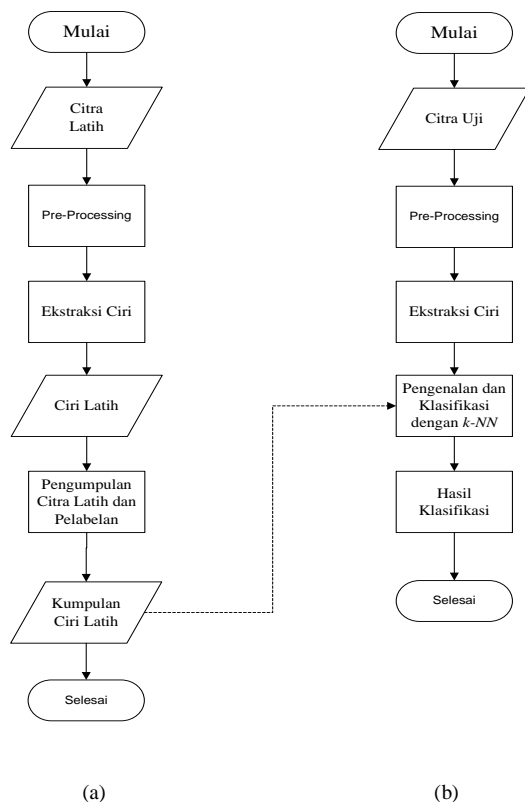 Mulai
Citra
Latih
Pre-Processing
Ekstraksi Ciri
Ciri Latih
Pengumpulan
Citra Latih dan
Pelabelan
Kumpulan
Ciri Latih
Selesai
(a)
Mulai
Citra Uji
Pre-Processing
Ekstraksi Ciri
Pengenalan dan
Klasifikasi
dengan k-NN
Hasil
Klasifikasi
Selesai
(b)